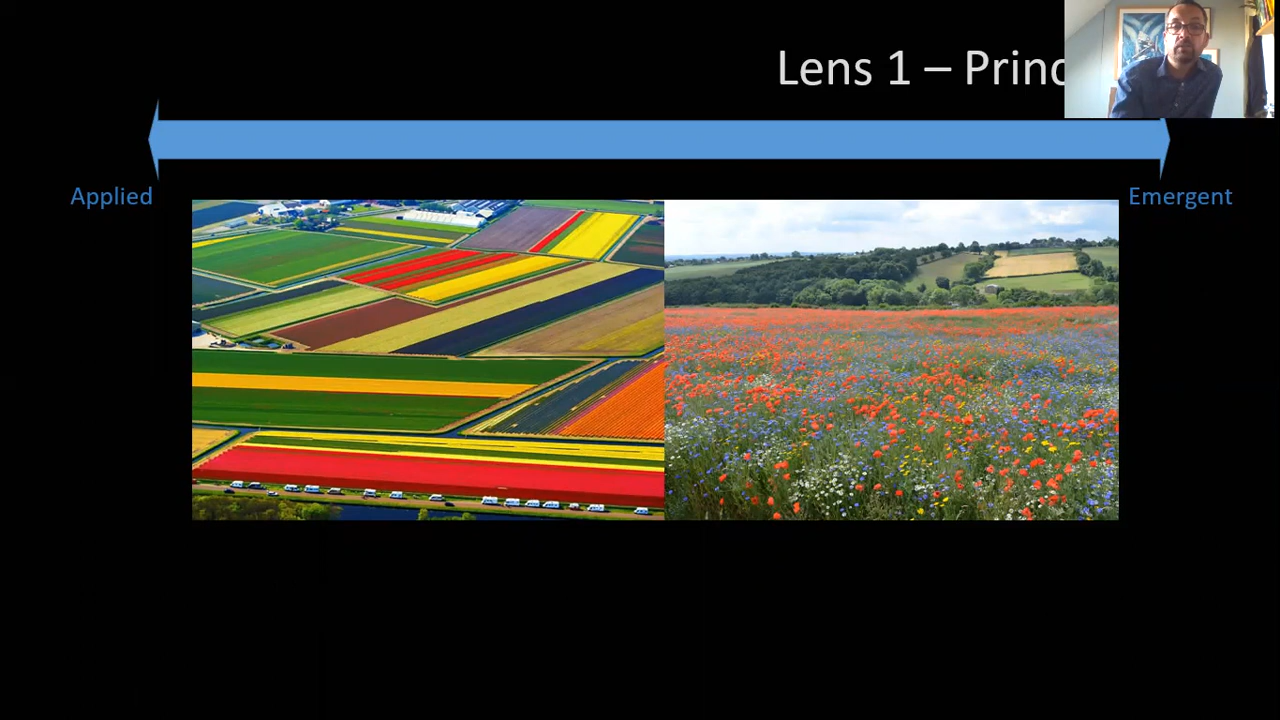 Lens 1 – Princ
Applied
Emergent